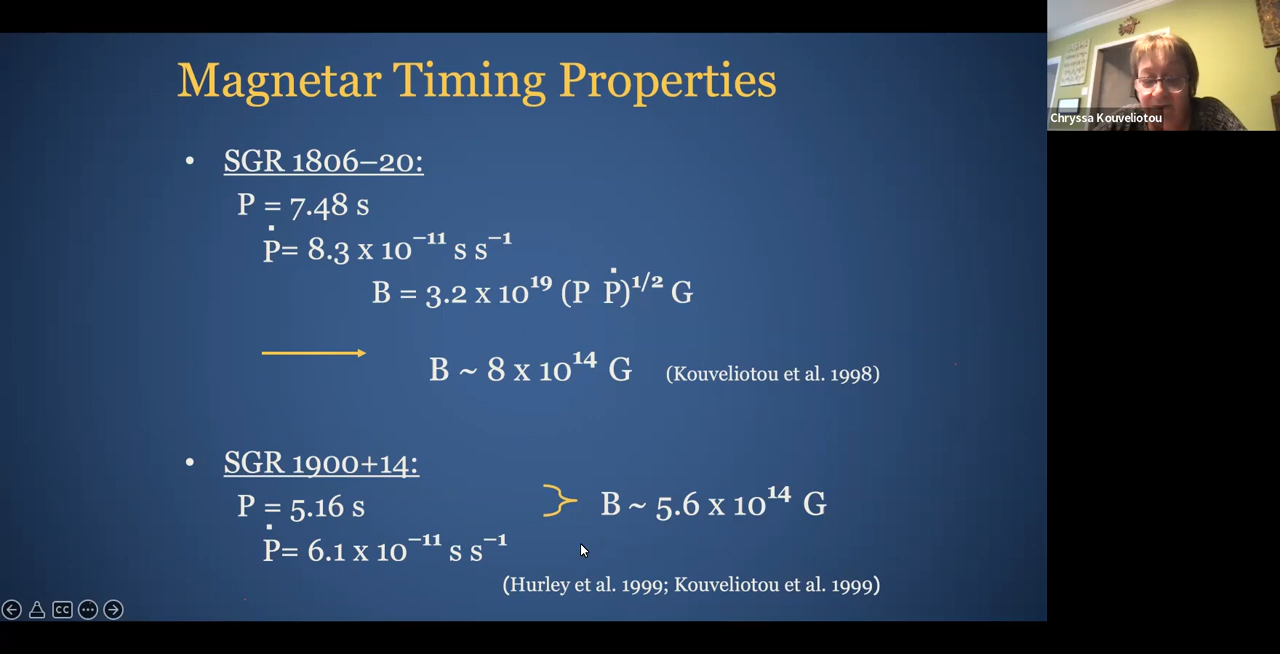 Magnetar Timing Properties
• SGR 1806–20:
P = 7.48 s
Ṗ= 8.3 x 10⁻¹¹ s s⁻¹
B = 3.2 x 10¹⁹ (P Ṗ)¹/² G
B ~ 8 x 10¹⁴ G (Kouveliotou et al. 1998)
• SGR 1900+14:
P = 5.16 s
B ~ 5.6 x 10¹⁴ G
Ṗ= 6.1 x 10⁻¹¹ s s⁻¹
(Hurley et al. 1999; Kouveliotou et al. 1999)
CC
Chryssa Kouveliotou